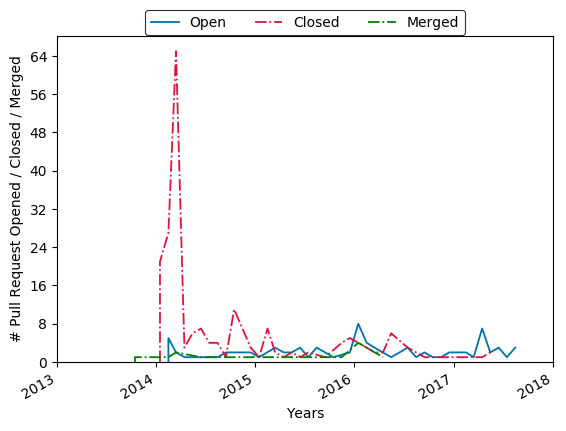 Open Closed Merged
# Pull Request Opened / Closed / Merged
64
56
48
40
32
24
16
8
0
2013 2014 2015 2016 2017 2018
Years